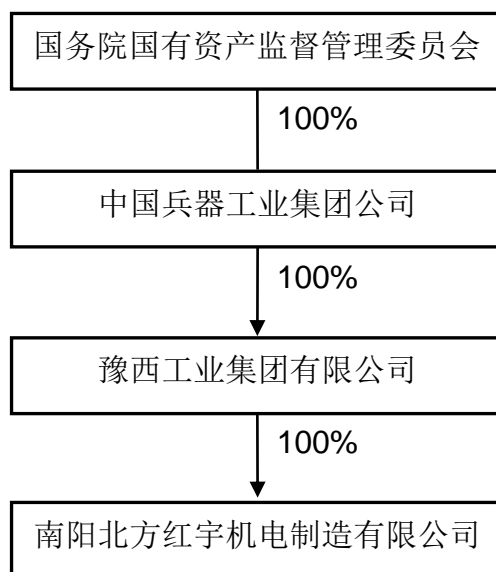 国务院国有资产监督管理委员会
100%
中国兵器工业集团公司
100%
豫西工业集团有限公司
100%
南阳北方红宇机电制造有限公司